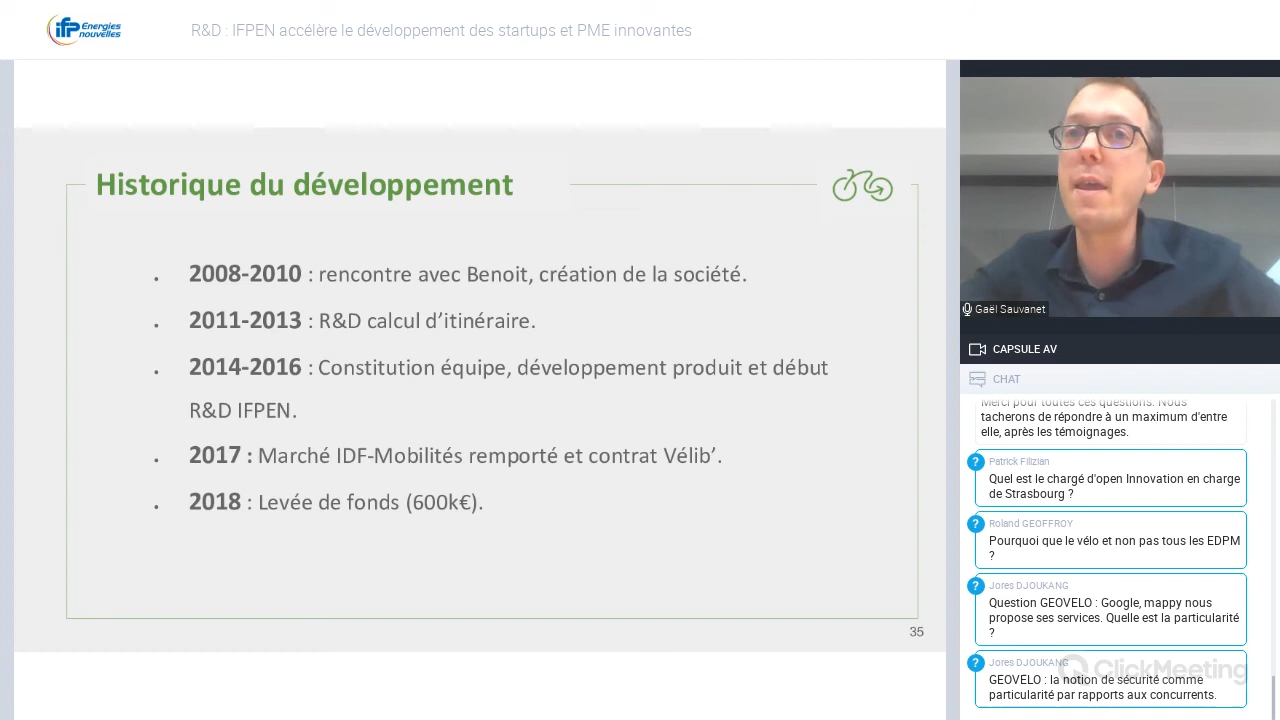 ifp Energies
nouvelles
R&D : IFPEN accélère le développement des startups et PME innovantes
Historique du développement
. 2008-2010 : rencontre avec Benoit, création de la société.
. 2011-2013 : R&D calcul d’itinéraire.
. 2014-2016 : Constitution équipe, développement produit et début
R&D IFPEN.
. 2017 : Marché IDF-Mobilités remporté et contrat Vélib’.
. 2018 : Levée de fonds (600k€).
35
Gaël Sauvanet
CAPSULE AV
CHAT
Merci pour toutes ces questions. Nous
tacherons de répondre à un maximum d'entre
elle, après les témoignages.
? Patrick Filizian
Quel est le chargé d'open Innovation en charge
de Strasbourg ?
? Roland GEOFFROY
Pourquoi que le vélo et non pas tous les EDPM
?
? Jores DJOUKANG
Question GEOVELO : Google, mappy nous
propose ses services. Quelle est la particularité
?
? Jores DJOUKANG
GEOVELO : la notion de sécurité comme
particularité par rapports aux concurrents.
ClickMeeting